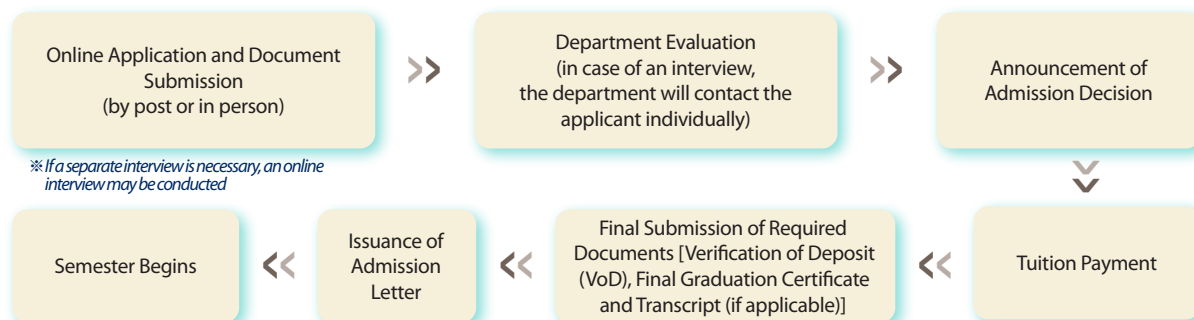 Online Application and Document
Submission
(by post or in person)
Department Evaluation
(in case of an interview,
the department will contact the
applicant individually)
Announcement of
Admission Decision
※ If a separate interview is necessary, an online
interview may be conducted
Tuition Payment
Final Submission of Required
Documents [Verification of Deposit
(VoD), Final Graduation Certificate
and Transcript (if applicable)]
Issuance of
Admission
Letter
Semester Begins